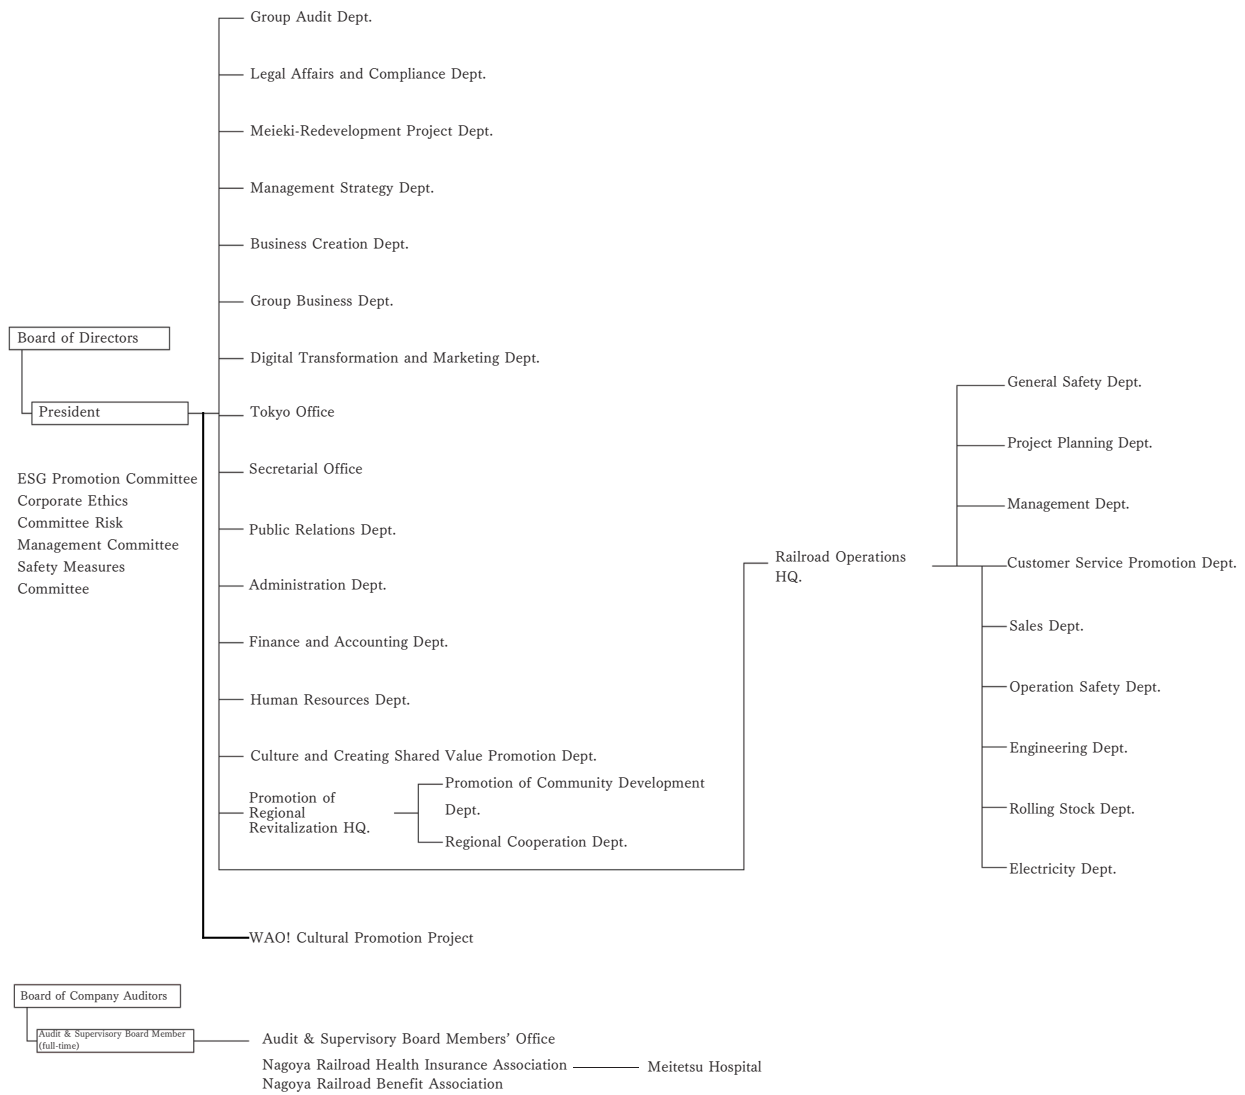 Group Audit Dept.
Legal Affairs and Compliance Dept.
Meieki-Redevelopment Project Dept.
Management Strategy Dept.
Business Creation Dept.
Group Business Dept.
Board of Directors
Digital Transformation and Marketing Dept.
President
Tokyo Office
Secretarial Office
ESG Promotion Committee
Corporate Ethics
Committee Risk
Management Committee
Safety Measures
Committee
Public Relations Dept.
Administration Dept.
Finance and Accounting Dept.
Human Resources Dept.
Culture and Creating Shared Value Promotion Dept.
Promotion of
Regional
Revitalization HQ.
Promotion of Community Development
Dept.
Regional Cooperation Dept.
Railroad Operations
HQ.
General Safety Dept.
Project Planning Dept.
Management Dept.
Customer Service Promotion Dept.
Sales Dept.
Operation Safety Dept.
Engineering Dept.
Rolling Stock Dept.
Electricity Dept.
WAO! Cultural Promotion Project
Board of Company Auditors
Audit & Supervisory Board Member
(full-time)
Audit & Supervisory Board Members’ Office
Nagoya Railroad Health Insurance Association
Meitetsu Hospital
Nagoya Railroad Benefit Association